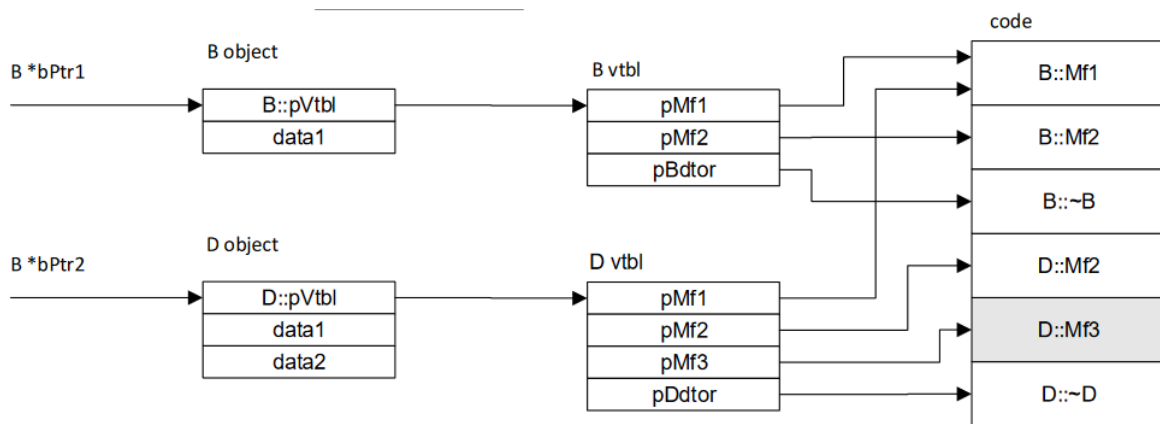 code
B object
B *bPtr1
B vtbl
B::pVtbl
data1
pMf1
pMf2
pBdtor
B::Mf1
B::Mf2
B::~B
D object
B *bPtr2
D vtbl
D::pVtbl
data1
data2
pMf1
pMf2
pMf3
pDdtor
D::Mf2
D::Mf3
D::~D